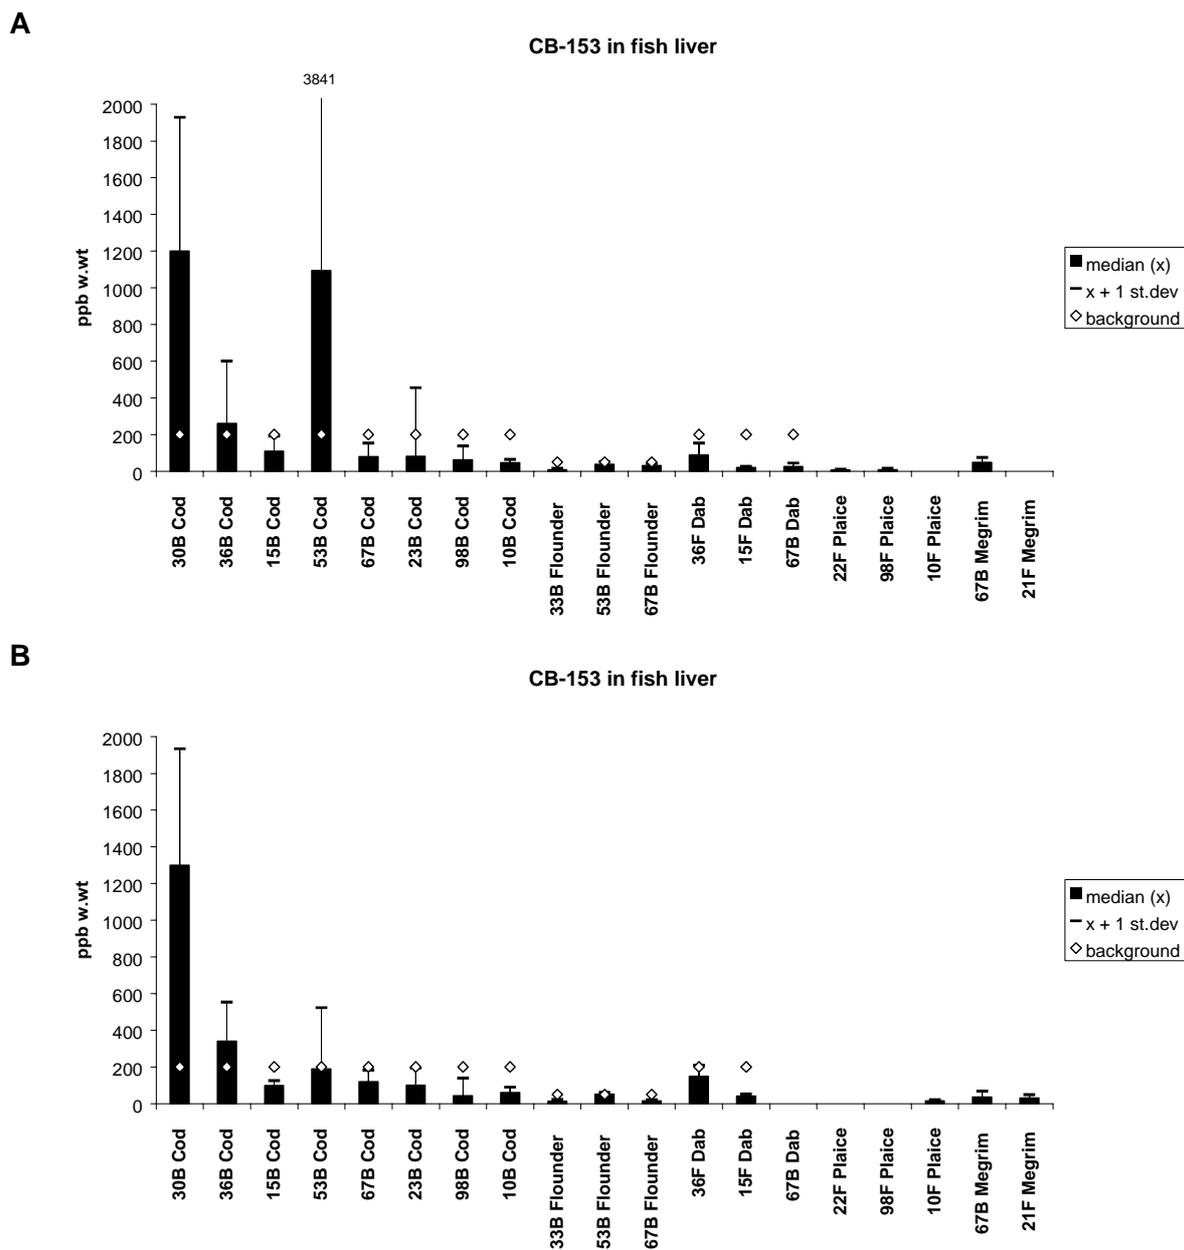 A
CB-153 in fish liver
3841
2000
1800
1600
1400
1200
1000
800
600
400
200
0
ppb w.wt
median (x)
x + 1 st.dev
background
30B Cod
36B Cod
15B Cod
53B Cod
67B Cod
23B Cod
98B Cod
10B Cod
33B Flounder
53B Flounder
67B Flounder
36F Dab
15F Dab
67B Dab
22F Plaice
98F Plaice
10F Plaice
67B Megrim
21F Megrim
B
CB-153 in fish liver
2000
1800
1600
1400
1200
1000
800
600
400
200
0
ppb w.wt
median (x)
x + 1 st.dev
background
30B Cod
36B Cod
15B Cod
53B Cod
67B Cod
23B Cod
98B Cod
10B Cod
33B Flounder
53B Flounder
67B Flounder
36F Dab
15F Dab
67B Dab
22F Plaice
98F Plaice
10F Plaice
67B Megrim
21F Megrim